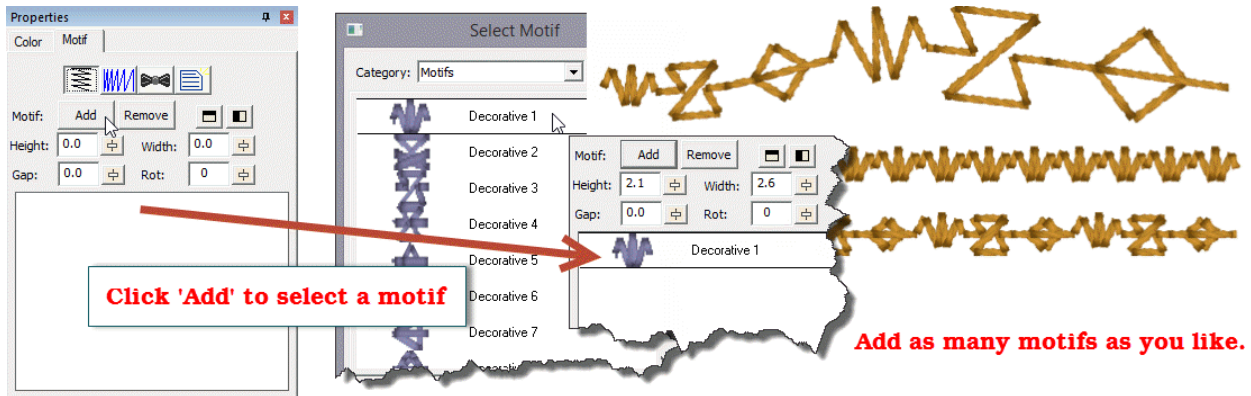 Properties
Color Motif
Motif: Add Remove
Height: 0.0 Width: 0.0
Gap: 0.0 Rot: 0
Click 'Add' to select a motif
Select Motif
Category: Motifs
Decorative 1
Decorative 2
Decorative 3
Decorative 4
Decorative 5
Decorative 6
Decorative 7
Motif: Add Remove
Height: 2.1 Width: 2.6
Gap: 0.0 Rot: 0
Decorative 1
Add as many motifs as you like.